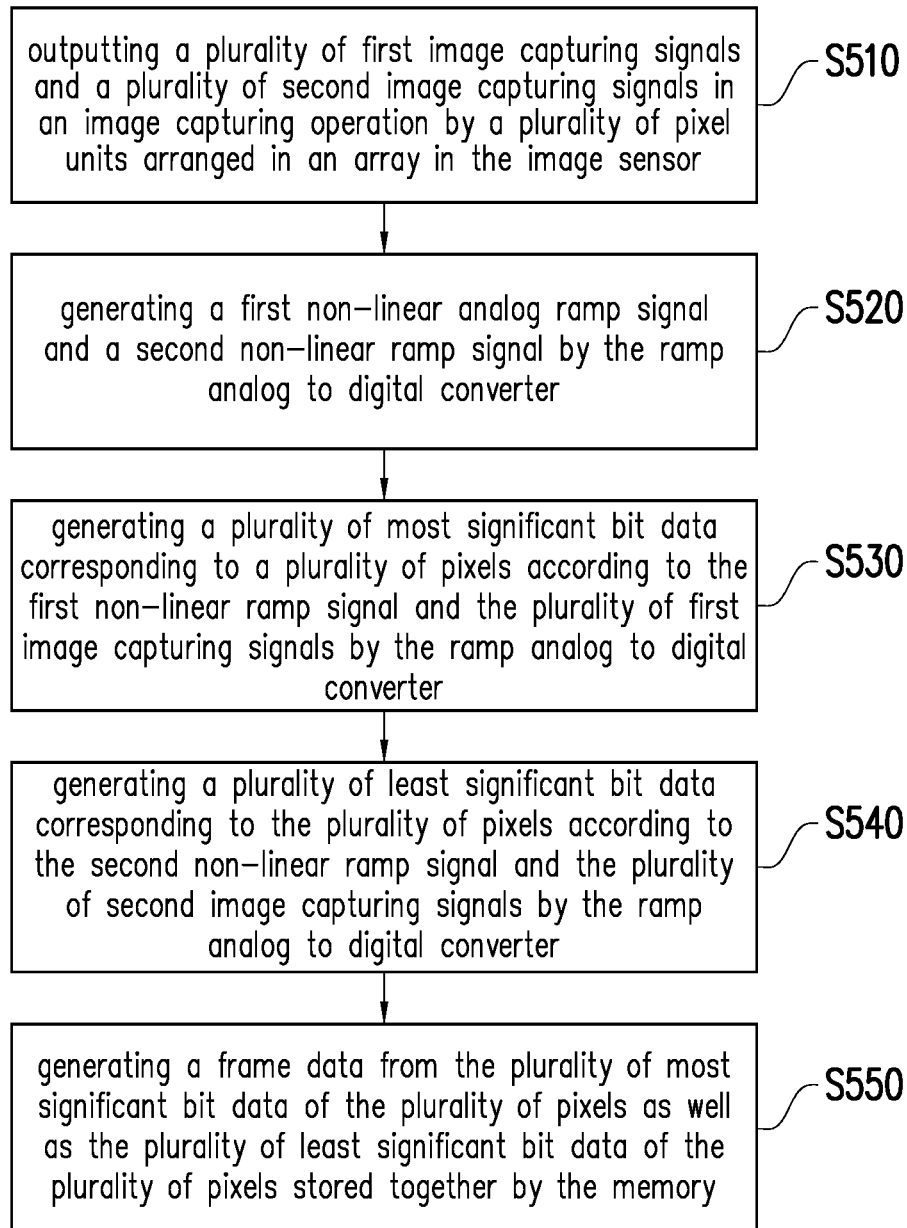 outputting a plurality of first image capturing signals
and a plurality of second image capturing signals in
an image capturing operation by a plurality of pixel
units arranged in an array in the image sensor
S510
generating a first non-linear analog ramp signal
and a second non-linear ramp signal by the ramp
analog to digital converter
S520
generating a plurality of most significant bit data
corresponding to a plurality of pixels according to the
first non-linear ramp signal and the plurality of first
image capturing signals by the ramp analog to digital
converter
S530
generating a plurality of least significant bit data
corresponding to the plurality of pixels according to
the second non-linear ramp signal and the plurality
of second image capturing signals by the ramp
analog to digital converter
S540
generating a frame data from the plurality of most
significant bit data of the plurality of pixels as well
as the plurality of least significant bit data of the
plurality of pixels stored together by the memory
S550